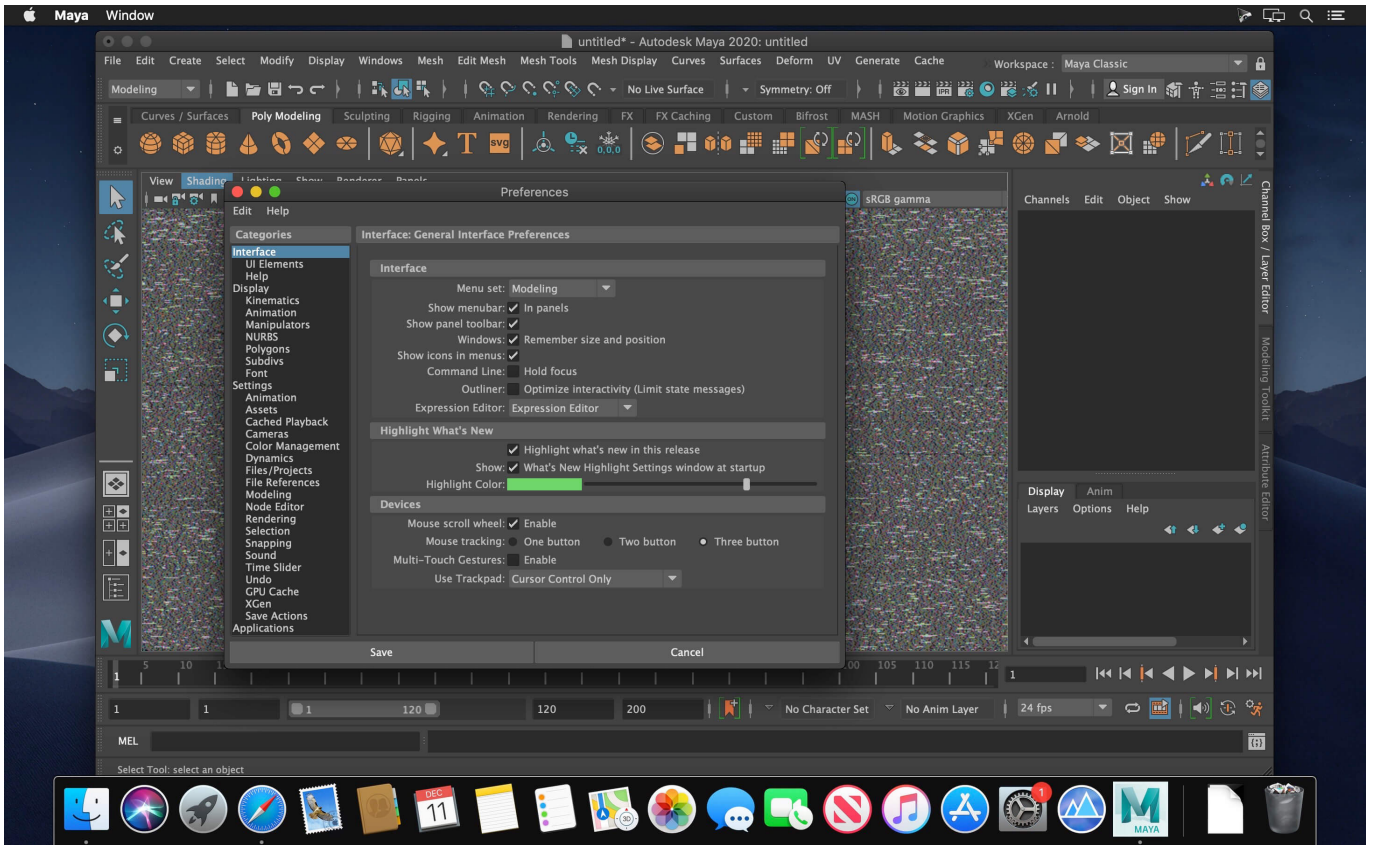 Maya Window
untitled* - Autodesk Maya 2020: untitled
File Edit Create Select Modify Display Windows Mesh Edit Mesh Mesh Tools Mesh Display Curves Surfaces Deform UV Generate Cache Workspace : Maya Classic
Modeling No Live Surface Symmetry: Off IPR Sign In
Curves / Surfaces Poly Modeling Sculpting Rigging Animation Rendering FX FX Caching Custom Bifrost MASH Motion Graphics XGen Arnold
T SVG 0,0,0
View Shading Lighting Show Renderer Panels
Preferences
ON sRGB gamma
Channels Edit Object Show
Edit Help
Categories
Interface
UI Elements
Help
Display
Kinematics
Animation
Manipulators
NURBS
Polygons
Subdivs
Font
Settings
Animation
Assets
Cached Playback
Cameras
Color Management
Dynamics
Files/Projects
File References
Modeling
Node Editor
Rendering
Selection
Snapping
Sound
Time Slider
Undo
GPU Cache
XGen
Save Actions
Applications
Interface: General Interface Preferences
Interface
Menu set: Modeling
Show menubar: In panels
Show panel toolbar:
Windows: Remember size and position
Show icons in menus:
Command Line: Hold focus
Outliner: Optimize interactivity (Limit state messages)
Expression Editor: Expression Editor
Highlight What's New
Highlight what's new in this release
Show: What's New Highlight Settings window at startup
Highlight Color:
Devices
Mouse scroll wheel: Enable
Mouse tracking: One button Two button Three button
Multi-Touch Gestures: Enable
Use Trackpad: Cursor Control Only
Save Cancel
Channel Box / Layer Editor
Modeling Toolkit
Attribute Editor
Display Anim
Layers Options Help
M
1 5 10 105 110 115 1
1 1 1 120 120 200 No Character Set No Anim Layer 24 fps
MEL
Select Tool: select an object
DEC
11
3D
1
MAYA